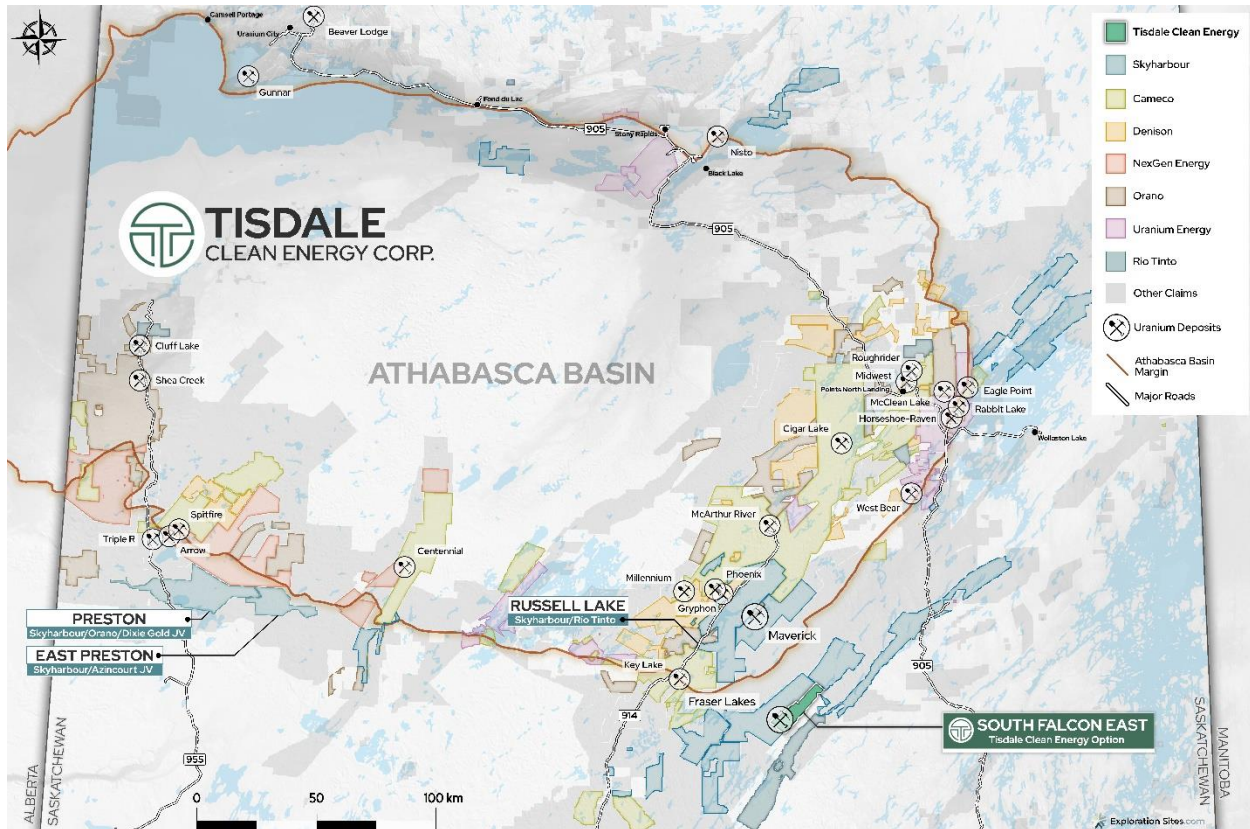 Camsell Portage
Uranium City
Beaver Lodge
Gunnar
Fond du Lac
905
Stony Rapids
Nisto
Black Lake
905
TISDALE
CLEAN ENERGY CORP.
ATHABASCA BASIN
Cluff Lake
Shea Creek
Roughrider
Midwest
Points North Landing
McClean Lake
Horseshoe-Raven
Eagle Point
Rabbit Lake
Wollaston Lake
Cigar Lake
West Bear
McArthur River
Spitfire
Triple R
Arrow
Centennial
Millennium
Phoenix
Gryphon
Maverick
RUSSELL LAKE
Skyharbour/Rio Tinto
PRESTON
Skyharbour/Orano/Dixie Gold JV
EAST PRESTON
Skyharbour/Azincourt JV
Key Lake
Fraser Lakes
905
914
955
SOUTH FALCON EAST
Tisdale Clean Energy Option
ALBERTA
SASKATCHEWAN
SASKATCHEWAN
MANITOBA
0 50 100 km
Exploration Sites.com
Tisdale Clean Energy
Skyharbour
Cameco
Denison
NexGen Energy
Orano
Uranium Energy
Rio Tinto
Other Claims
Uranium Deposits
Athabasca Basin
Margin
Major Roads